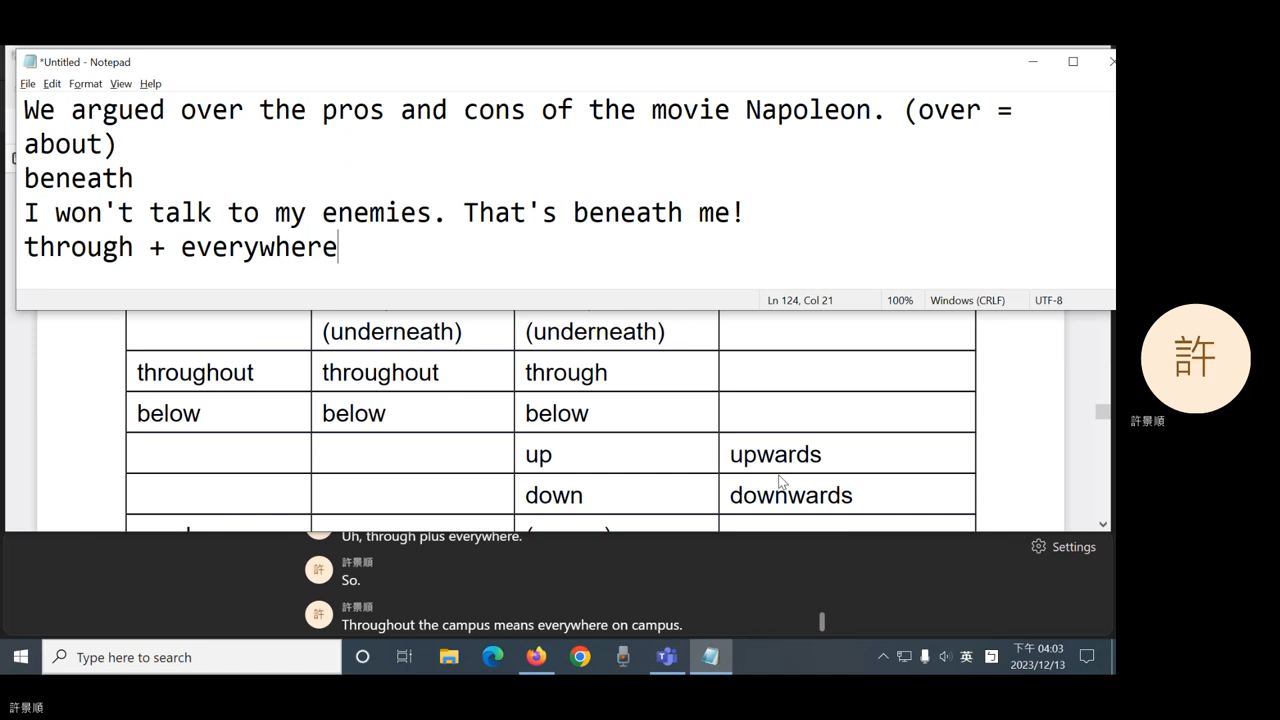 *Untitled - Notepad
File Edit Format View Help
We argued over the pros and cons of the movie Napoleon. (over =
about)
beneath
I won't talk to my enemies. That's beneath me!
through + everywhere
Ln 124, Col 21 100% Windows (CRLF) UTF-8
(underneath) (underneath)
throughout throughout through
below below below
up upwards
down downwards
許
許景順
Uh, through plus everywhere.
Settings
許 許景順
So.
許 許景順
Throughout the campus means everywhere on campus.
Type here to search
英
下午 04:03
2023/12/13
許景順